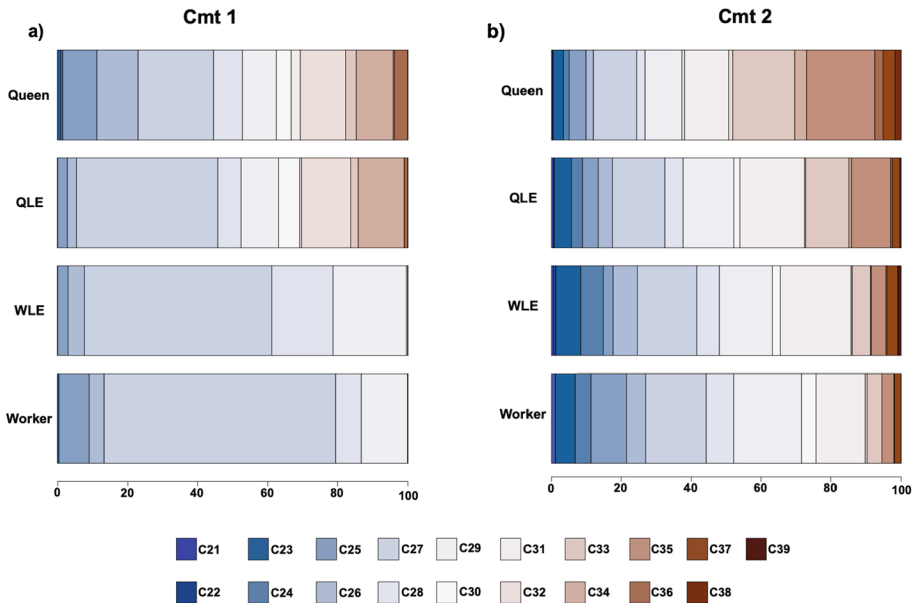 Cmt 1
Cmt 2
a)
b)
Queen
QLE
WLE
Worker
0 20 40 60 80 100
Queen
QLE
WLE
Worker
0 20 40 60 80 100
C21 C23 C25 C27 C29 C31 C33 C35 C37 C39
C22 C24 C26 C28 C30 C32 C34 C36 C38